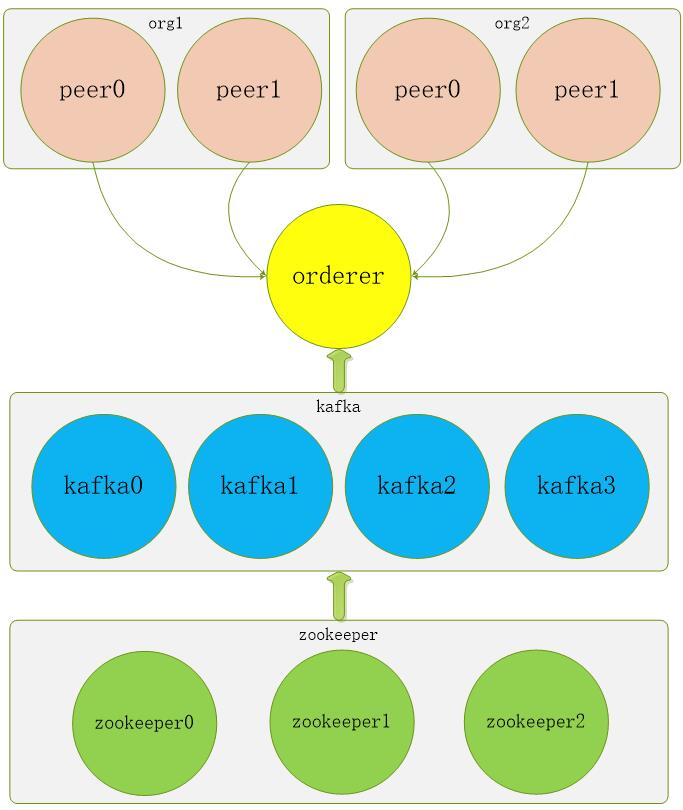 org1
peer0
peer1
org2
peer0
peer1
orderer
kafka
kafka0
kafka1
kafka2
kafka3
zookeeper
zookeeper0
zookeeper1
zookeeper2